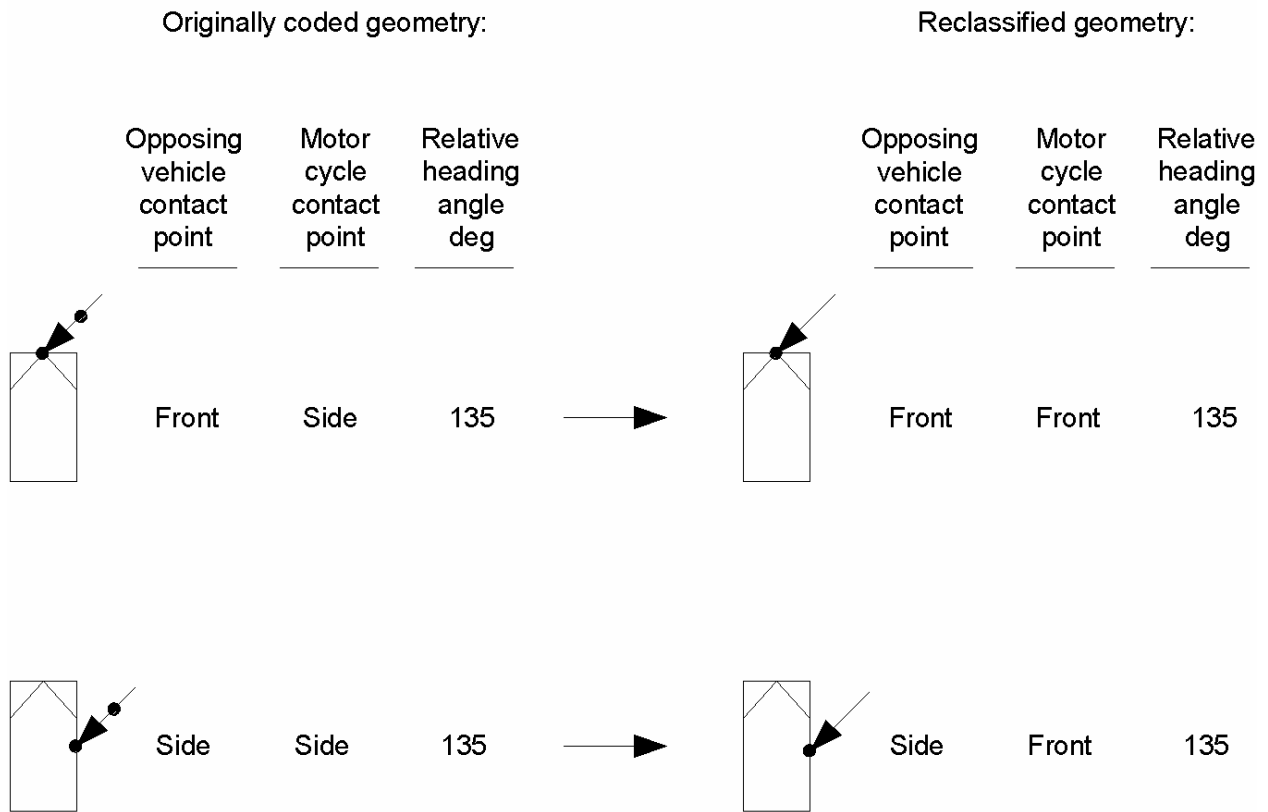 Originally coded geometry: Reclassified geometry:
Opposing Motor Relative Opposing Motor Relative
vehicle cycle heading vehicle cycle heading
contact contact angle contact contact angle
point point deg point point deg
Front Side 135 Front Front 135
Side Side 135 Side Front 135